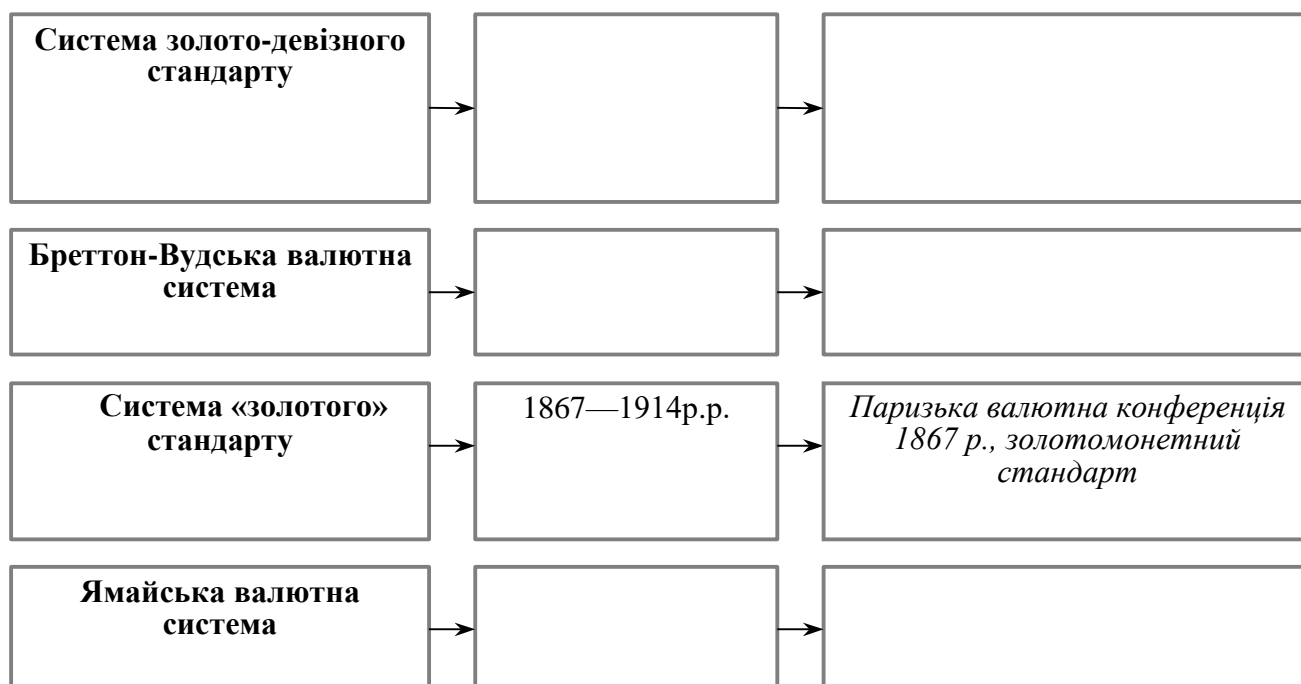 Система золото-девізного
стандарту
Бреттон-Вудська валютна
система
Система «золотого»
стандарту
1867—1914р.р.
Паризька валютна конференція
1867 р., золотомонетний
стандарт
Ямайська валютна
система